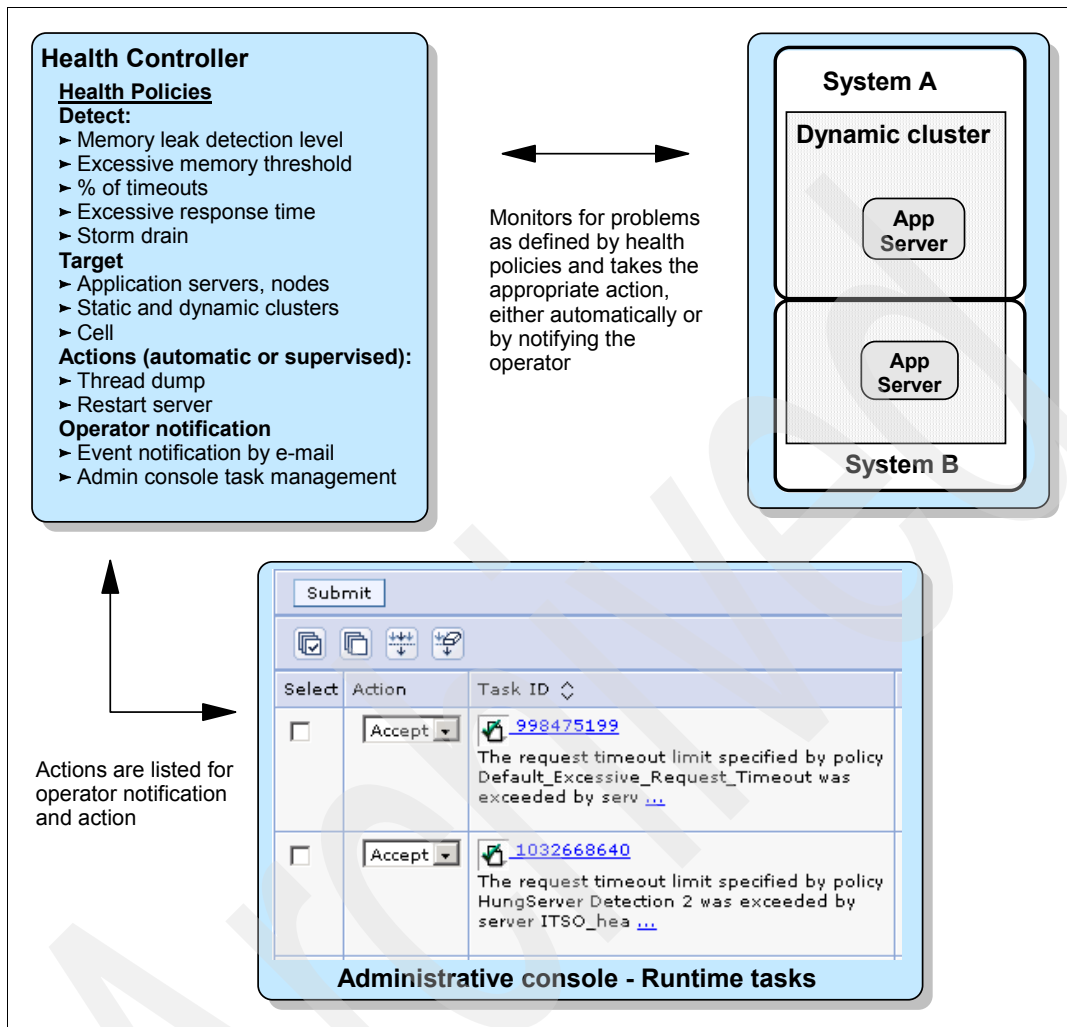 Health Controller
Health Policies
Detect:
➤ Memory leak detection level
➤ Excessive memory threshold
➤ % of timeouts
➤ Excessive response time
➤ Storm drain
Target
➤ Application servers, nodes
➤ Static and dynamic clusters
➤ Cell
Actions (automatic or supervised):
➤ Thread dump
➤ Restart server
Operator notification
➤ Event notification by e-mail
➤ Admin console task management
Monitors for problems
as defined by health
policies and takes the
appropriate action,
either automatically or
by notifying the
operator
System A
Dynamic cluster
App
Server
App
Server
System B
Actions are listed for
operator notification
and action
Submit
Select Action Task ID
Accept 998475199
The request timeout limit specified by policy
Default_Excessive_Request_Timeout was
exceeded by serv ...
Accept 1032668640
The request timeout limit specified by policy
HungServer Detection 2 was exceeded by
server ITSO_hea ...
Administrative console - Runtime tasks
Archived